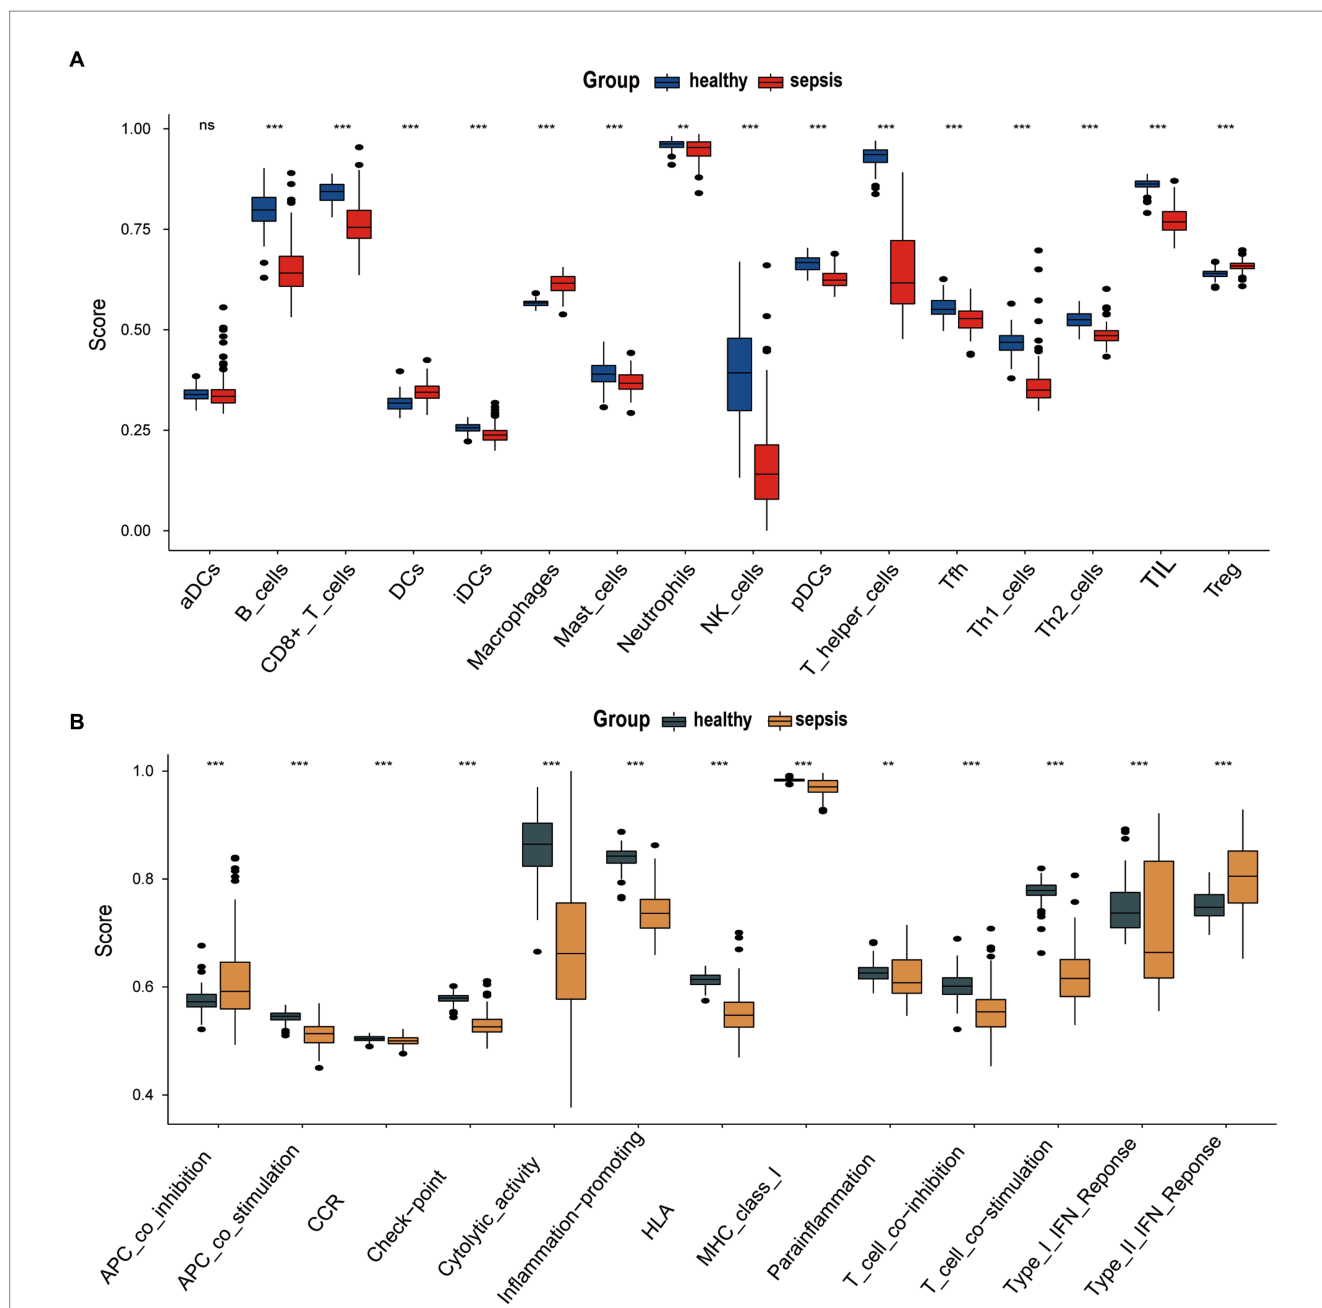 A
Group healthy sepsis
ns *** *** *** *** *** *** ** *** *** *** *** *** *** *** ***
1.00
0.75
0.50
0.25
0.00
Score
aDCs
B_cells
CD8+_T_cells
DCs
iDCs
Macrophages
Mast_cells
Neutrophils
NK_cells
pDCs
T_helper_cells
Tfh
Th1_cells
Th2_cells
TIL
Treg
B
Group healthy sepsis
*** *** *** *** *** *** *** *** ** *** *** *** ***
1.0
0.8
0.6
0.4
Score
APC_co_inhibition
APC_co_stimulation
CCR
Check−point
Cytolytic_activity
Inflammation−promoting
HLA
MHC_class_I
Parainflammation
T_cell_co−inhibition
T_cell_co−stimulation
Type_I_IFN_Reponse
Type_II_IFN_Reponse